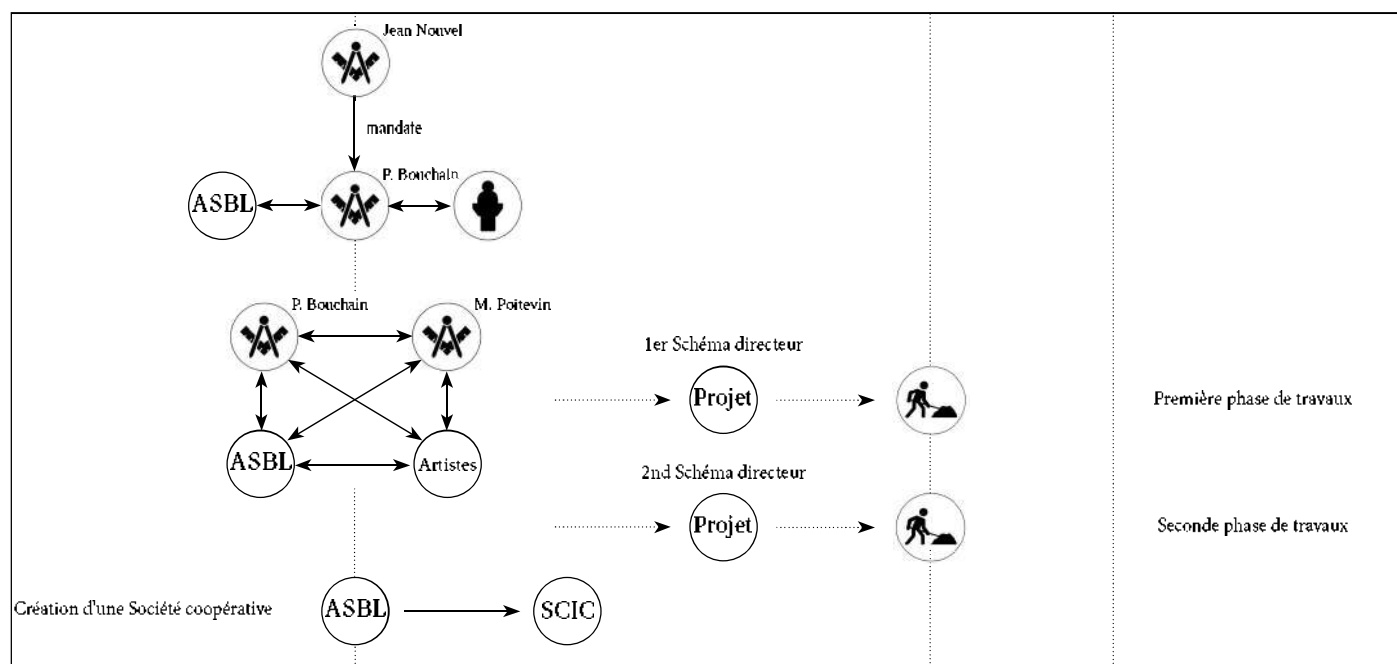 Jean Nouvel
mandate
P. Bouchain
ASBL
P. Bouchain
M. Poitevin
1er Schéma directeur
Projet
Première phase de travaux
ASBL
Artistes
2nd Schéma directeur
Projet
Seconde phase de travaux
Création d'une Société coopérative
ASBL
SCIC